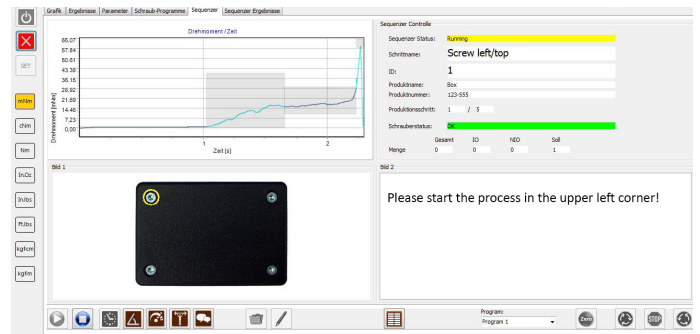 Grafik Ergebnisse Parameter Schraub-Programme Sequenzer Sequenzer Ergebnisse
Drehmoment/Zeit
Drehmoment [mNm]
66.07
57.84
50.61
43.38
36.15
28.92
21.69
14.46
7.23
0.00
1 2
Zeit [s]
Sequenzer Controlle
Sequenzer Status: Running
Schrittname: Screw left/top
ID: 1
Produktname: Box
Produktnummer: 123-555
Produktionsschritt: 1 / 5
Schrauberstatus: OK
Gesamt IO NIO Soll
Menge 0 0 0 1
SET
mNm
cNm
Nm
In.Oz
In.lbs
Ft.lbs
kgfcm
kgfm
Bild 1
Bild 2
Please start the process in the upper left corner!
Program:
Program 1
Zero
STOP